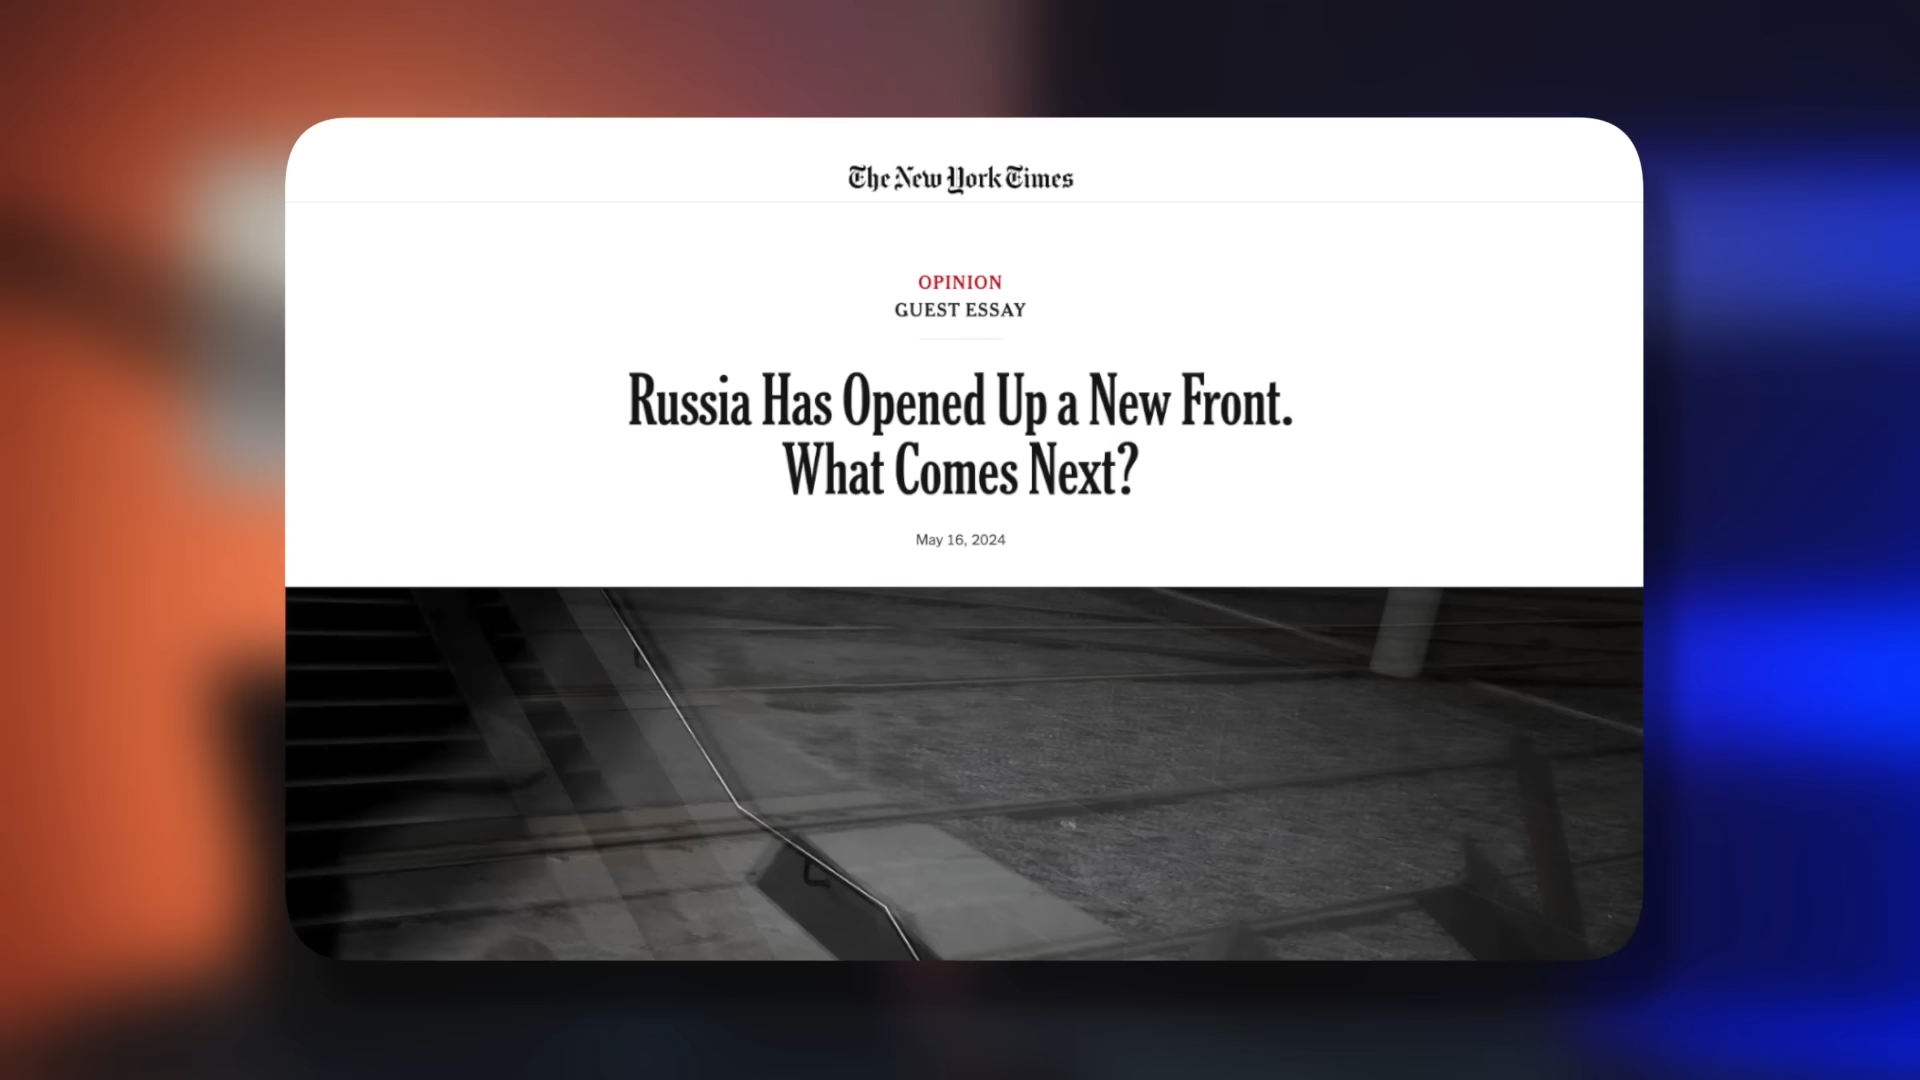 The New York Times
OPINION
GUEST ESSAY
Russia Has Opened Up a New Front.
What Comes Next?
May 16, 2024